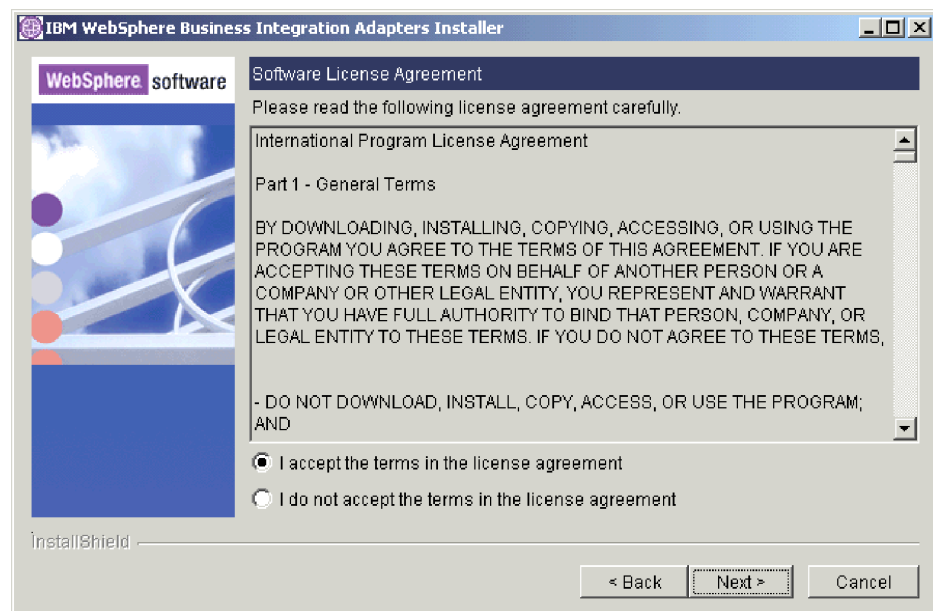 IBM WebSphere Business Integration Adapters Installer
WebSphere. software
Software License Agreement
Please read the following license agreement carefully.
International Program License Agreement
Part 1 - General Terms
BY DOWNLOADING, INSTALLING, COPYING, ACCESSING, OR USING THE
PROGRAM YOU AGREE TO THE TERMS OF THIS AGREEMENT. IF YOU ARE
ACCEPTING THESE TERMS ON BEHALF OF ANOTHER PERSON OR A
COMPANY OR OTHER LEGAL ENTITY, YOU REPRESENT AND WARRANT
THAT YOU HAVE FULL AUTHORITY TO BIND THAT PERSON, COMPANY, OR
LEGAL ENTITY TO THESE TERMS. IF YOU DO NOT AGREE TO THESE TERMS,
- DO NOT DOWNLOAD, INSTALL, COPY, ACCESS, OR USE THE PROGRAM;
AND
I accept the terms in the license agreement
I do not accept the terms in the license agreement
InstallShield
< Back
Next >
Cancel